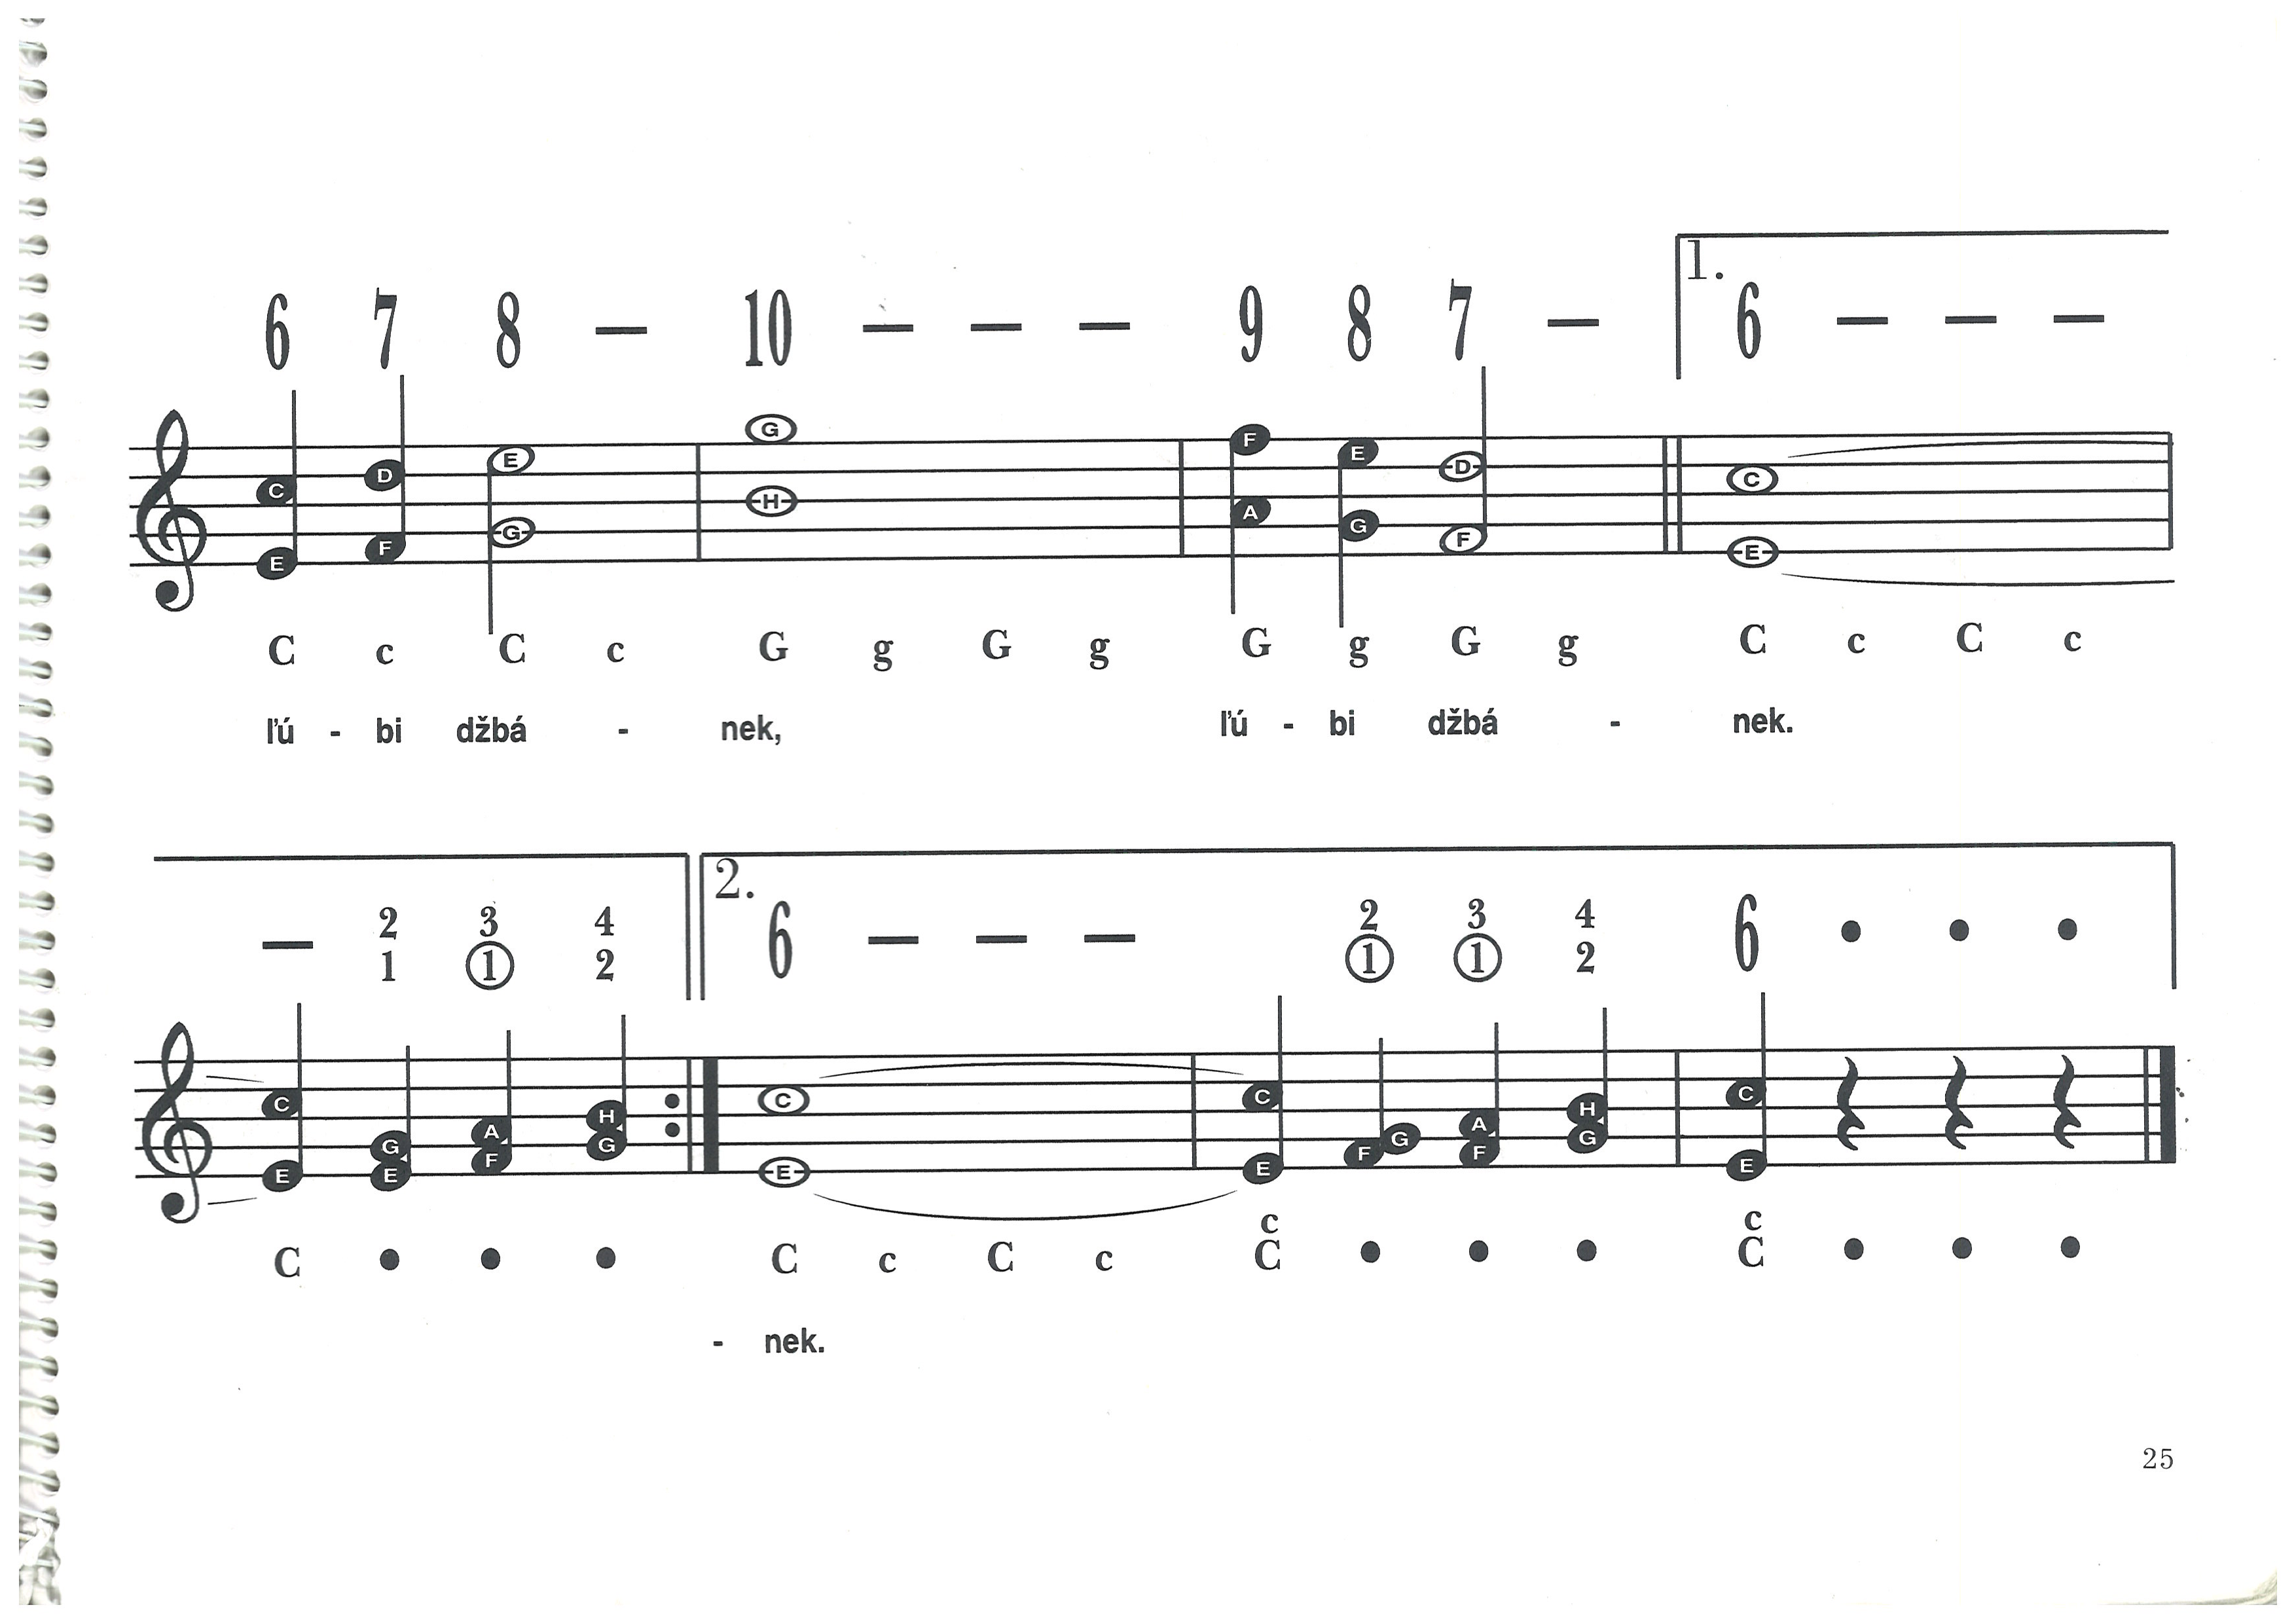 1.
6 7 8 – 10 – – – 9 8 7 – 6 – – –
C D E G F E D C
E F G H A G F E
C c C c G g G g G g G g C c C c
ľú - bi džbá - nek, ľú - bi džbá - nek.
2.
– 2 3 4 6 – – – 2 3 4 6 • • •
1 1 2 1 1 2
C G A H C C G A H C
E E F G E E F F G E
c c
C • • • C c C c C • • • C • • •
- nek.
25